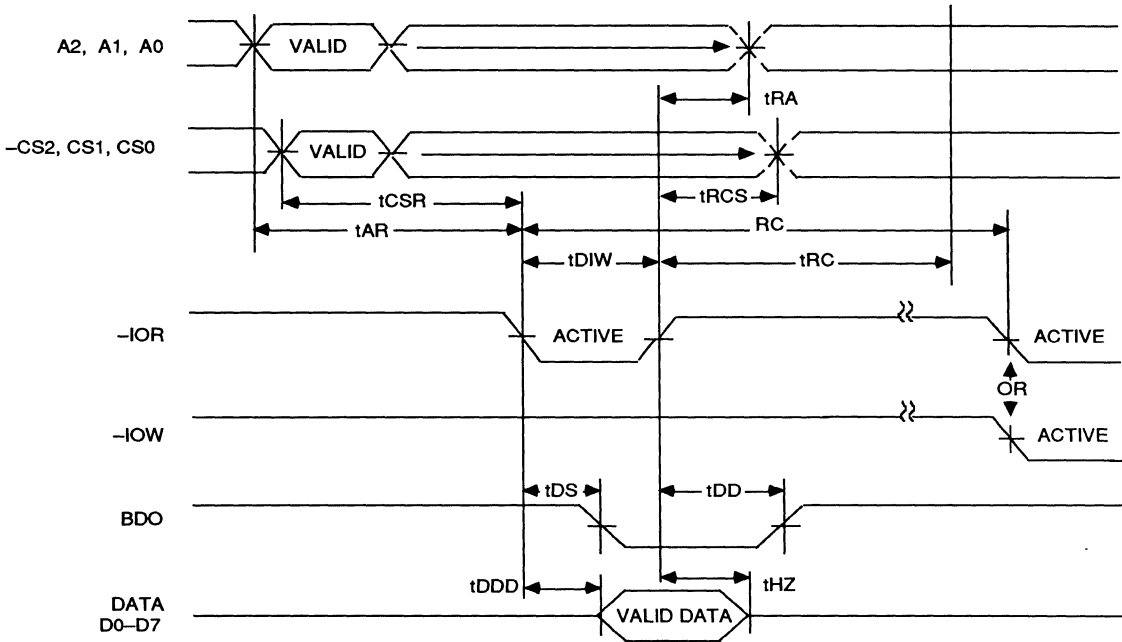 A2, A1, A0
VALID
tRA
–CS2, CS1, CS0
VALID
tCSR
tRCS
tAR
RC
tDIW
tRC
–IOR
ACTIVE
ACTIVE
OR
–IOW
ACTIVE
tDS
tDD
BDO
tDDD
tHZ
DATA
D0–D7
VALID DATA